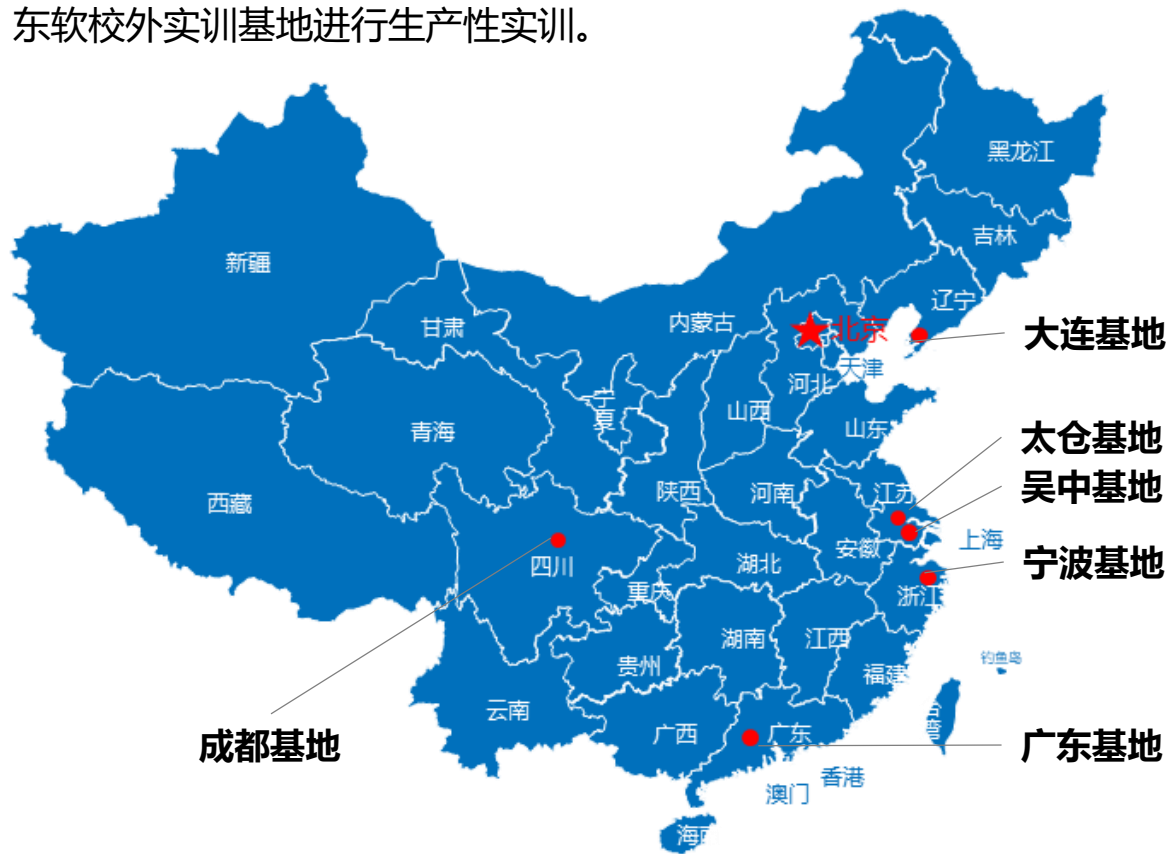 东软校外实训基地进行生产性实训。
黑龙江
吉林
新疆
辽宁
内蒙古
甘肃
北京
大连基地
天津
河北
宁夏
山西
青海
山东
太仓基地
吴中基地
西藏
陕西
河南
江苏
上海
安徽
宁波基地
四川
湖北
重庆
浙江
湖南
江西
钓鱼岛
贵州
福建
云南
台湾
成都基地
广西
广东
广东基地
香港
澳门
海南